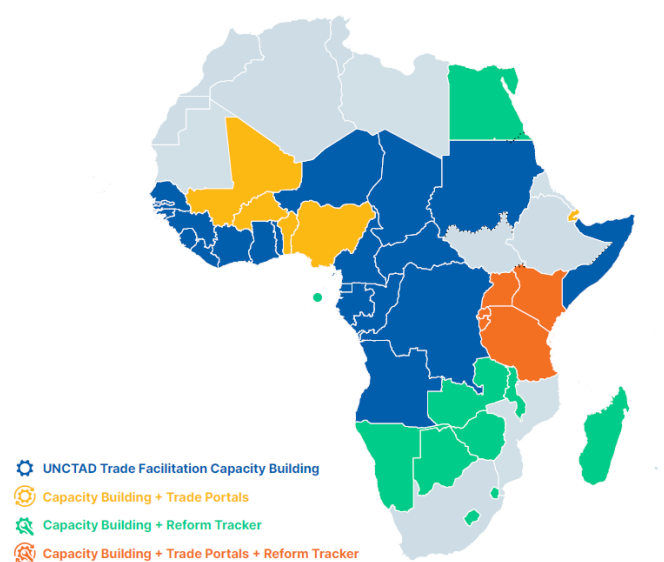 UNCTAD Trade Facilitation Capacity Building
Capacity Building + Trade Portals
Capacity Building + Reform Tracker
Capacity Building + Trade Portals + Reform Tracker